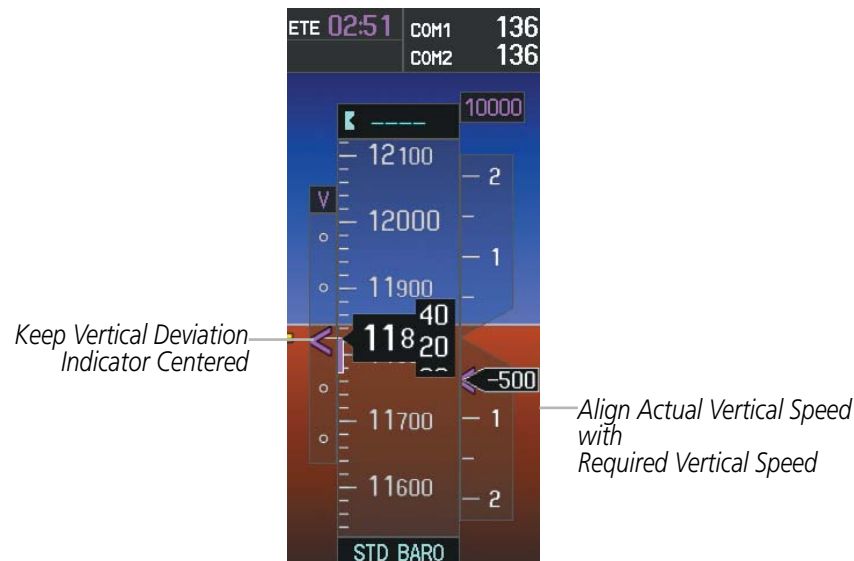 ETE 02:51 COM1 136
COM2 136
10000
----
12100
2
V
12000
1
11900
40
118 20
Keep Vertical Deviation
Indicator Centered
-500
11700
1
Align Actual Vertical Speed
with
Required Vertical Speed
11600
2
STD BARO